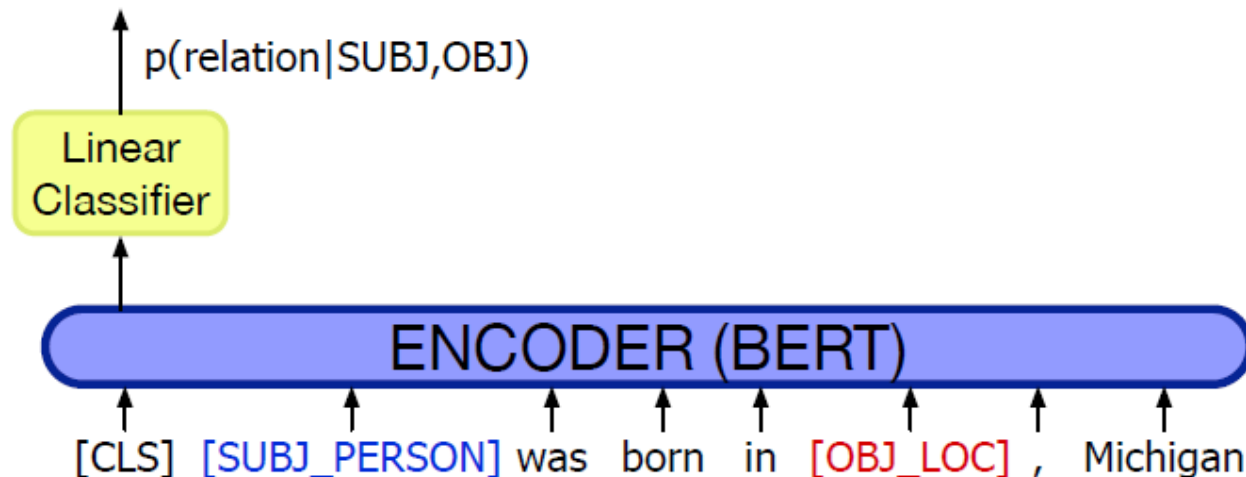 p(relation|SUBJ,OBJ)
Linear
Classifier
ENCODER (BERT)
[CLS] [SUBJ_PERSON] was born in [OBJ_LOC] , Michigan